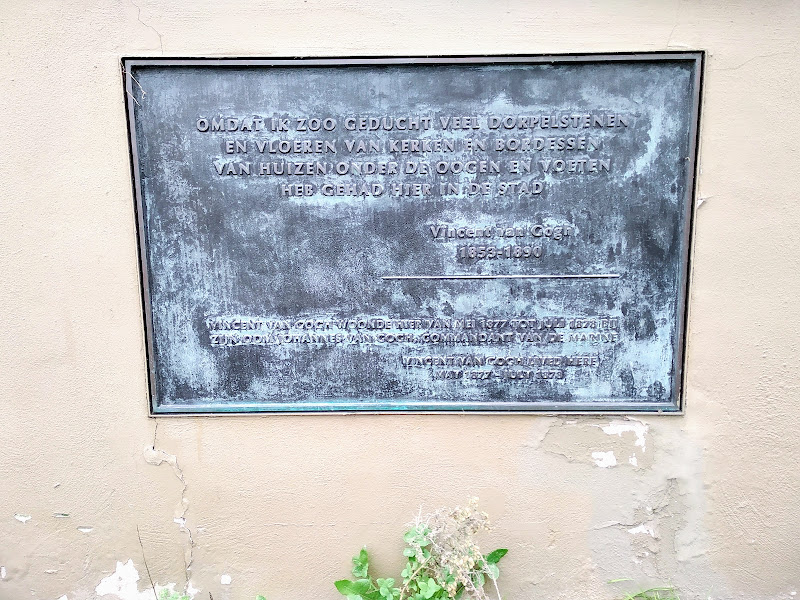 OMDAT IK ZOO GEDUCHT VEEL DORPELSTENEN
EN VLOEREN VAN KERKEN EN BORDESSEN
VAN HUIZEN ONDER DE OOGEN EN VOETEN
HEB GEHAD HIER IN DE STAD
Vincent van Gogh
1853-1890
VINCENT VAN GOGH WOONDE HIER VAN MEI 1877 TOT JULI 1878 BIJ
ZIJN OOM JOHANNES VAN GOGH, COMMANDANT VAN DE MARINE
VINCENT VAN GOGH LIVED HERE
MAY 1877 - JULY 1878